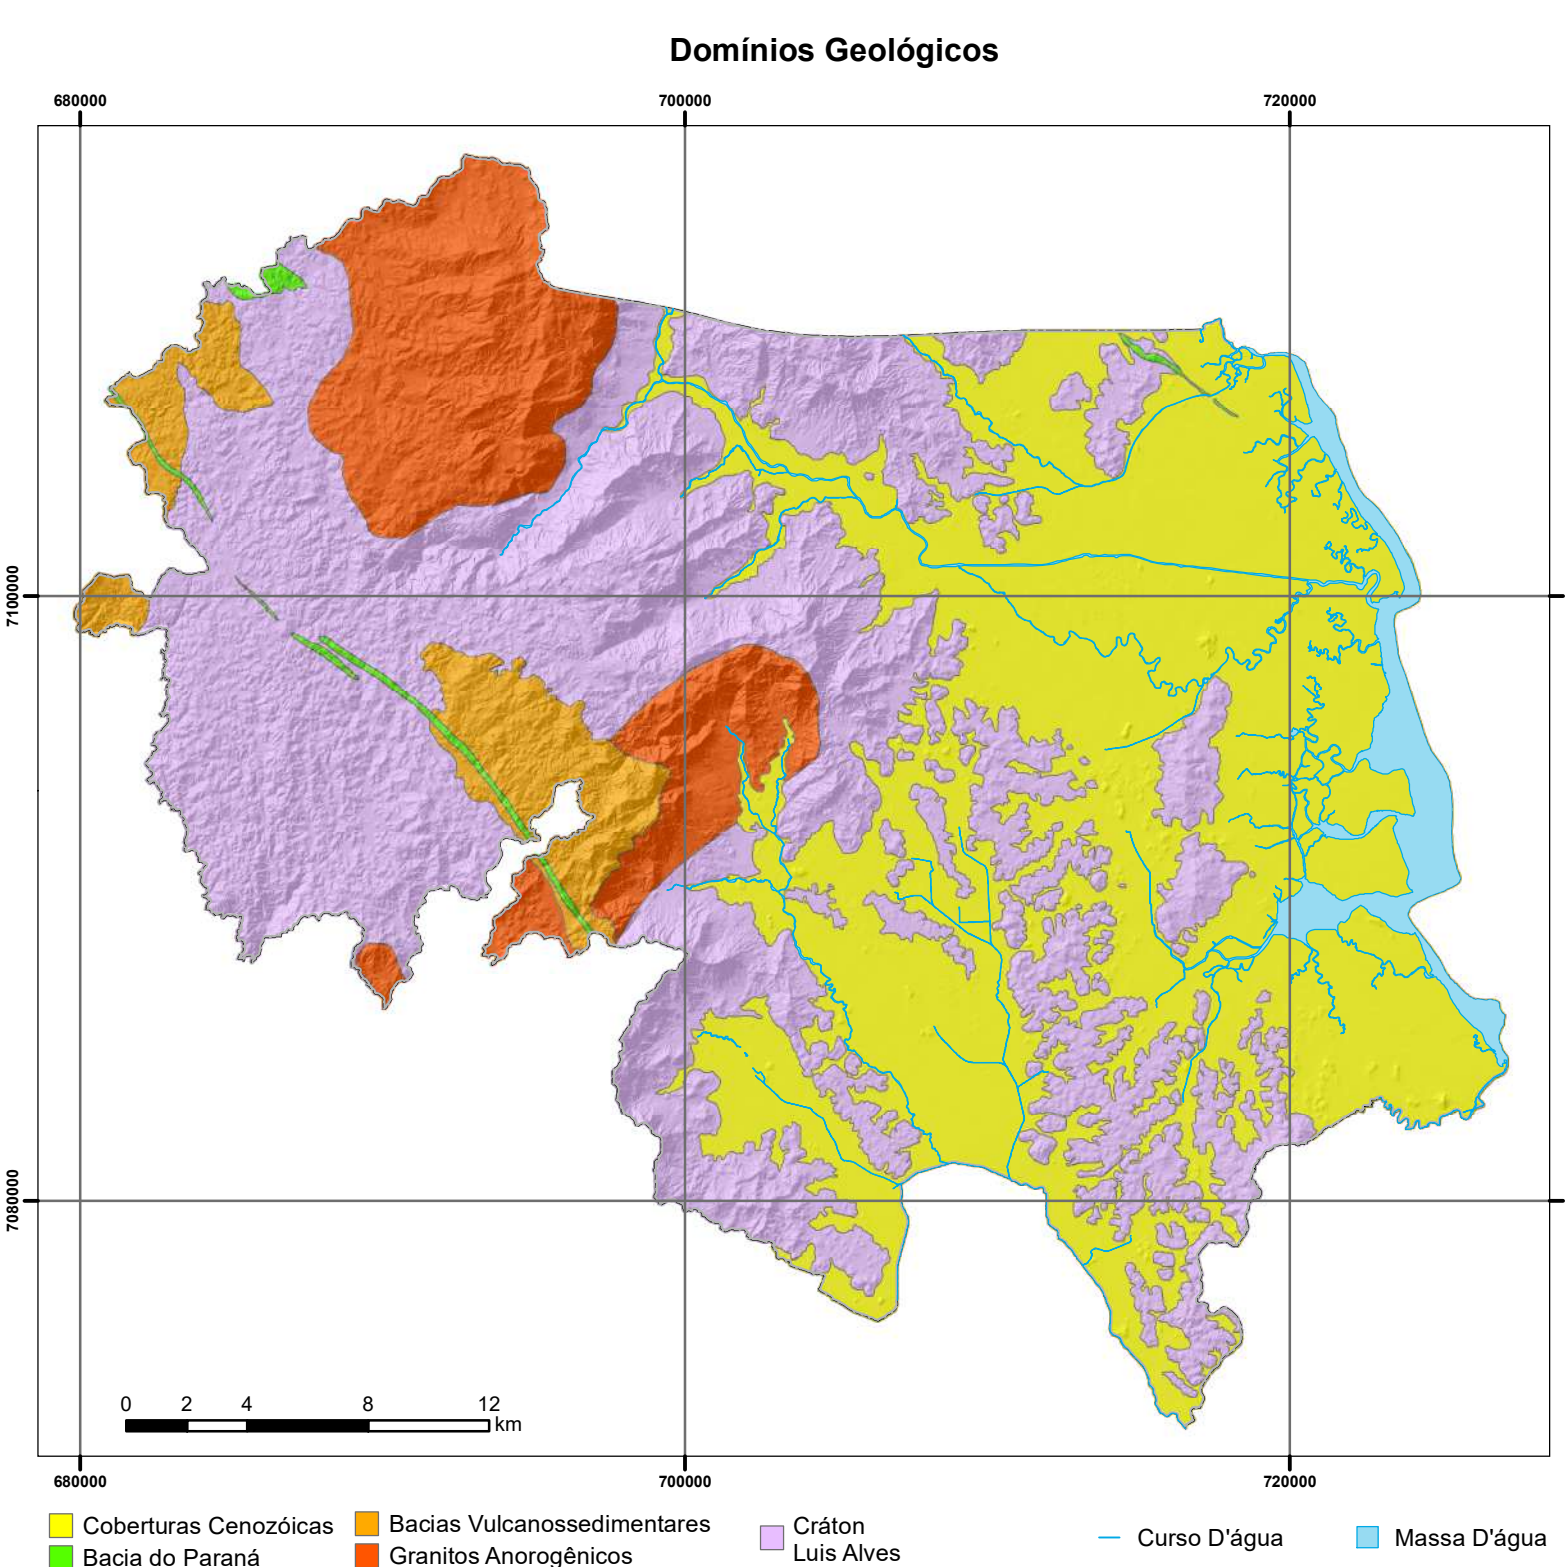 Domínios Geológicos
680000 700000 720000
7100000
7080000
0 2 4 8 12
km
680000 700000 720000
Coberturas Cenozóicas
Bacia do Paraná
Bacias Vulcanossedimentares
Granitos Anorogênicos
Cráton
Luis Alves
Curso D'água
Massa D'água